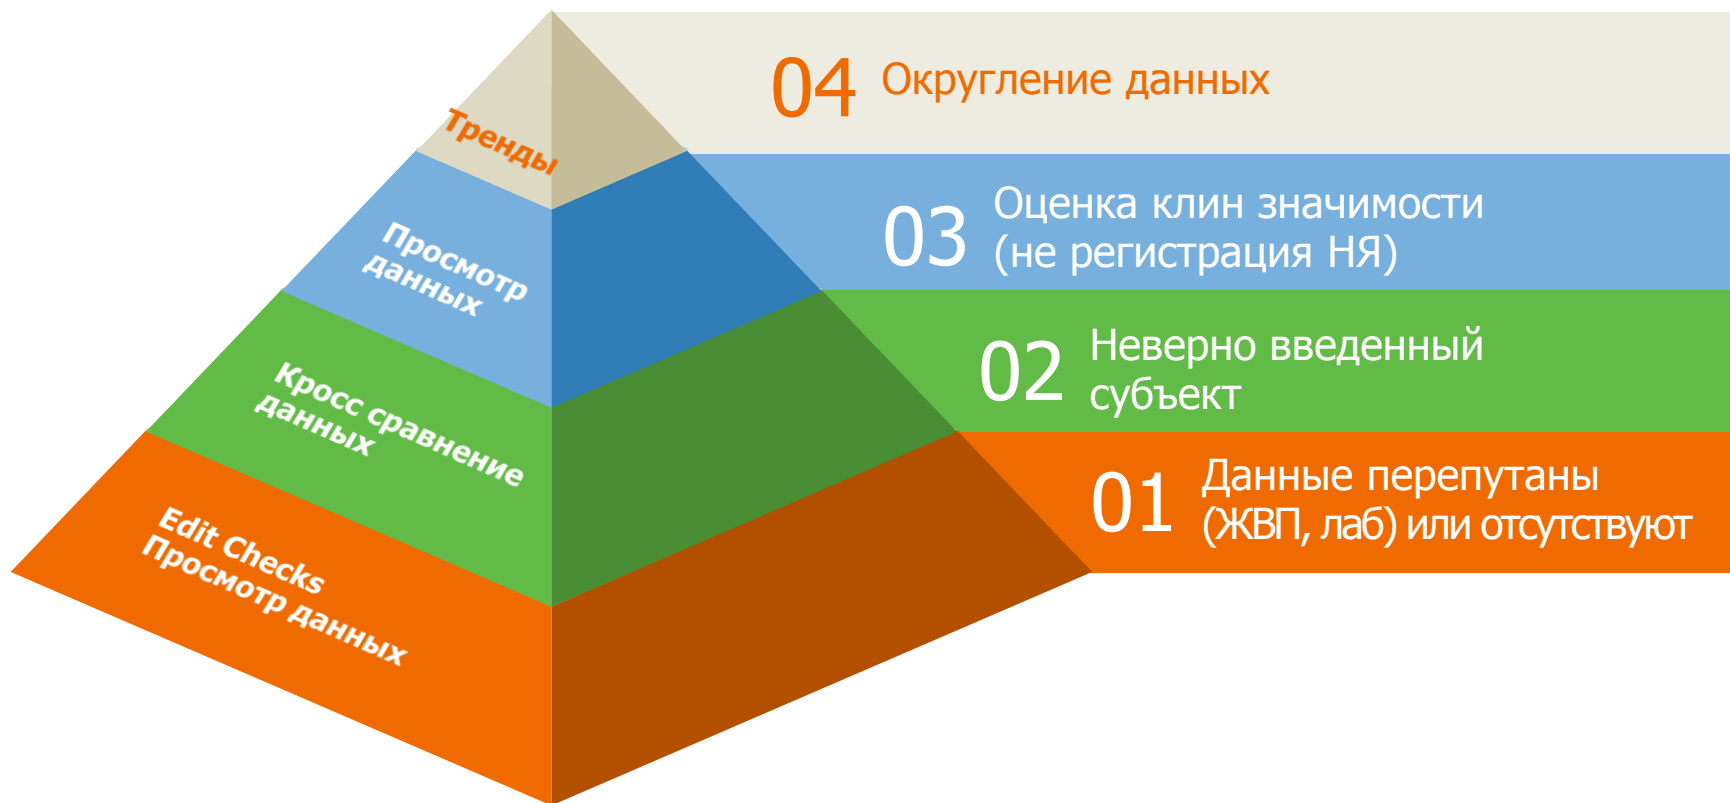 04 Округление данных
Тренды
03 Оценка клин значимости
(не регистрация НЯ)
Просмотр
данных
02 Неверно введенный
субъект
Кросс сравнение
данных
01 Данные перепутаны
(ЖВП, лаб) или отсутствуют
Edit Checks
Просмотр данных